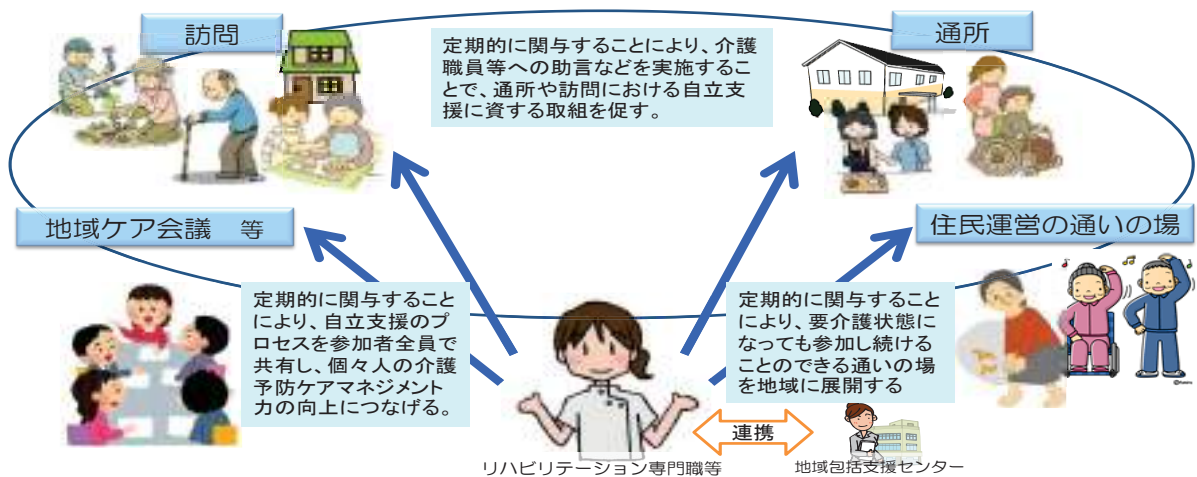 訪問
通所
定期的に関与することにより、介護
職員等への助言などを実施するこ
とで、通所や訪問における自立支
援に資する取組を促す。
地域ケア会議　等
住民運営の通いの場
定期的に関与すること
により、自立支援のプ
ロセスを参加者全員で
共有し、個々人の介護
予防ケアマネジメント
力の向上につなげる。
定期的に関与すること
により、要介護状態に
なっても参加し続ける
ことのできる通いの場
を地域に展開する
連携
リハビリテーション専門職等
地域包括支援センター